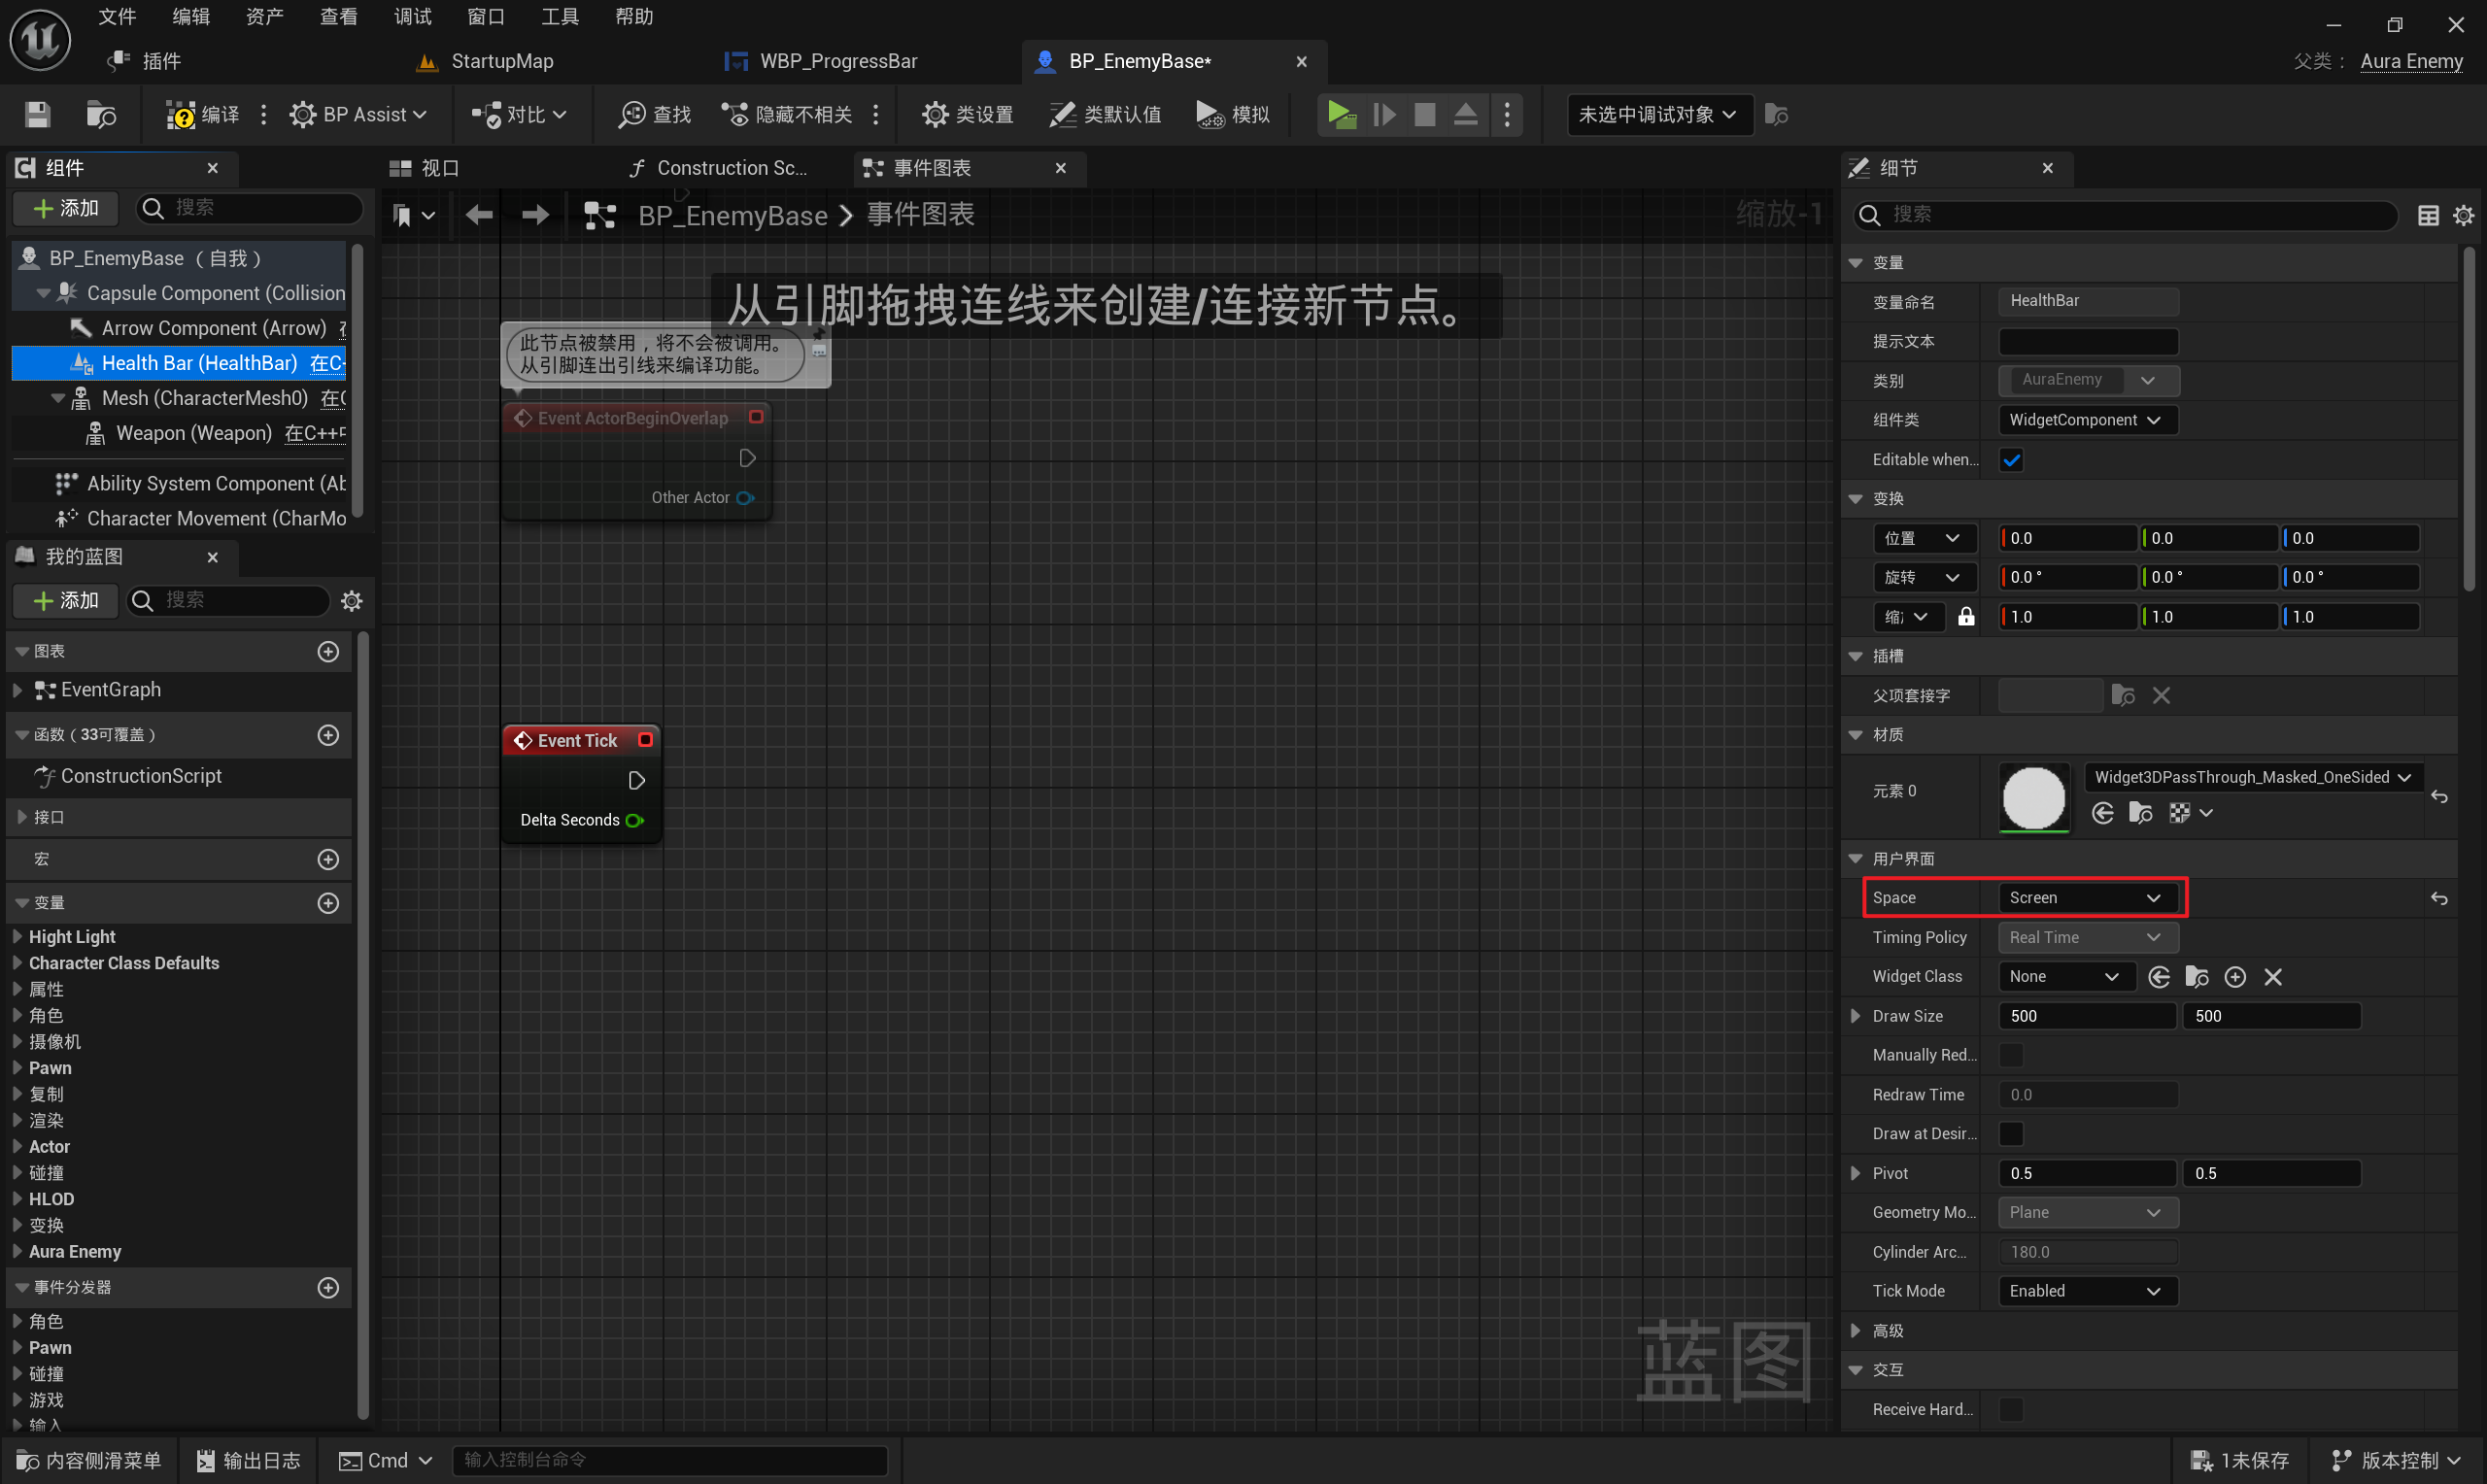 文件 编辑 资产 查看 调试 窗口 工具 帮助
插件 StartupMap WBP_ProgressBar BP_EnemyBase* 父类： Aura Enemy
编译 BP Assist 对比 查找 隐藏不相关 类设置 类默认值 模拟 未选中调试对象
组件
添加 搜索
BP_EnemyBase （自我）
Capsule Component (Collision
Arrow Component (Arrow)
Health Bar (HealthBar) 在C+
Mesh (CharacterMesh0) 在C
Weapon (Weapon) 在C++中
Ability System Component (Ab
Character Movement (CharMo
我的蓝图
添加 搜索
图表
EventGraph
函数（33可覆盖）
ConstructionScript
接口
宏
变量
Hight Light
Character Class Defaults
属性
角色
摄像机
Pawn
复制
渲染
Actor
碰撞
HLOD
变换
Aura Enemy
事件分发器
角色
Pawn
碰撞
游戏
输入
视口 Construction Sc... 事件图表
BP_EnemyBase 事件图表 缩放-1
从引脚拖拽连线来创建/连接新节点。
此节点被禁用，将不会被调用。
从引脚连出引线来编译功能。
Event ActorBeginOverlap
Other Actor
Event Tick
Delta Seconds
蓝图
细节
搜索
变量
变量命名 HealthBar
提示文本
类别 AuraEnemy
组件类 WidgetComponent
Editable when...
变换
位置 0.0 0.0 0.0
旋转 0.0 ° 0.0 ° 0.0 °
缩 1.0 1.0 1.0
插槽
父项套接字
材质
元素 0 Widget3DPassThrough_Masked_OneSided
用户界面
Space Screen
Timing Policy Real Time
Widget Class None
Draw Size 500 500
Manually Red...
Redraw Time 0.0
Draw at Desir...
Pivot 0.5 0.5
Geometry Mo... Plane
Cylinder Arc... 180.0
Tick Mode Enabled
高级
交互
Receive Hard...
内容侧滑菜单 输出日志 Cmd 输入控制台命令 1未保存 版本控制